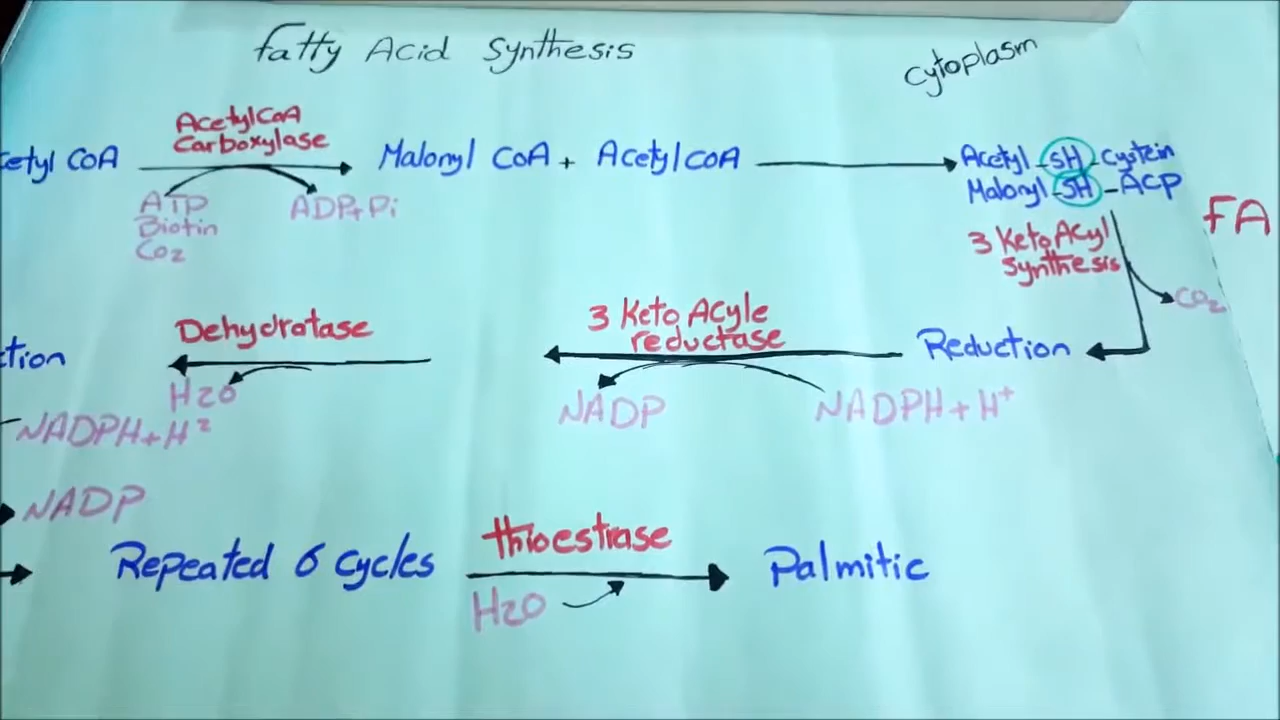 Fatty Acid Synthesis
Cytoplasm
Acetyl CoA
Carboxylase
cetyl CoA
Malonyl CoA + Acetyl CoA
Acetyl -SH- Cystein
Malonyl -SH- ACP
ATP
Biotin
CO2
ADP+Pi
FA
3 Keto Acyl
Synthesis
CO2
Dehydratase
3 Keto Acyle
reductase
ction
Reduction
H2O
NADP
NADPH + H+
NADPH+H2
NADP
thioestrase
Repeated 6 cycles
Palmitic
H2O